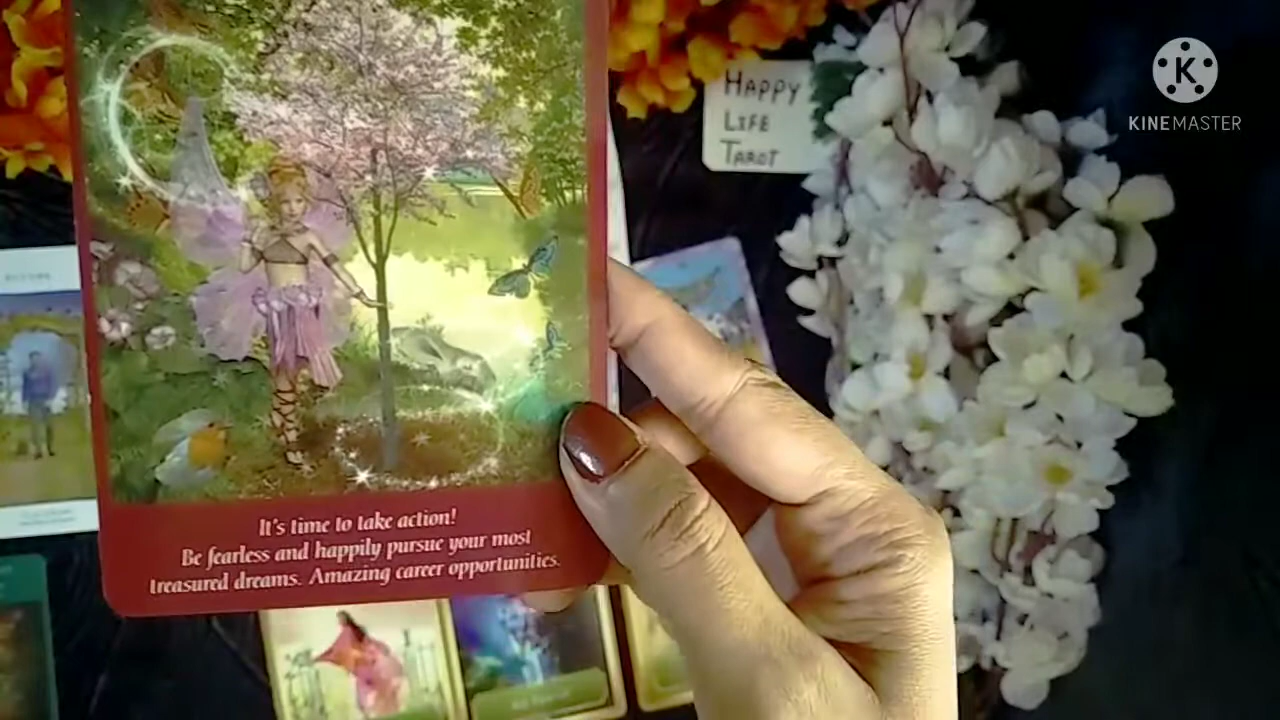 HAPPY
LIFE
TAROT
K
KINEMASTER
It's time to take action!
Be fearless and happily pursue your most
treasured dreams. Amazing career opportunities.